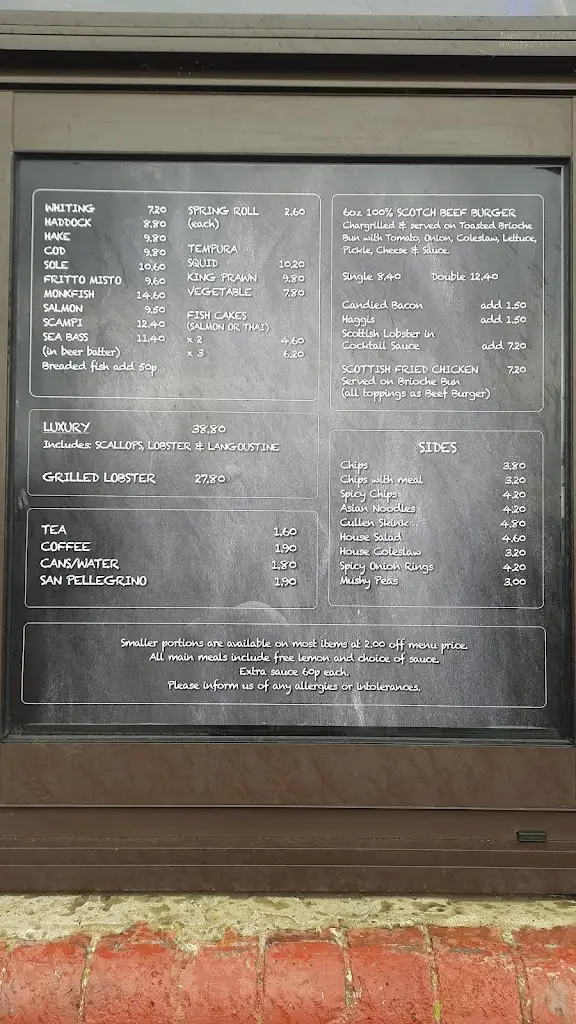 WHITING 7.20
HADDOCK 8.80
HAKE 9.80
COD 9.80
SOLE 10.60
FRITTO MISTO 9.60
MONKFISH 14.60
SALMON 9.50
SCAMPI 12.40
SEA BASS 11.40
(in beer batter)
Breaded fish add 50p
SPRING ROLL 2.60
(each)
TEMPURA
SQUID 10.20
KING PRAWN 9.80
VEGETABLE 7.80
FISH CAKES
(SALMON OR THAI)
x 2 4.60
x 3 6.20
LUXURY 38.80
Includes: SCALLOPS, LOBSTER & LANGOUSTINE
GRILLED LOBSTER 27.80
TEA 1.60
COFFEE 1.90
CANS/WATER 1.80
SAN PELLEGRINO 1.90
6oz 100% SCOTCH BEEF BURGER
Chargrilled & served on Toasted Brioche
Bun with Tomato, Onion, Coleslaw, Lettuce,
Pickle, Cheese & Sauce.
Single 8.40 Double 12.40
Candied Bacon add 1.50
Haggis add 1.50
Scottish Lobster in
Cocktail Sauce add 7.20
SCOTTISH FRIED CHICKEN 7.20
Served on Brioche Bun
(all toppings as Beef Burger)
SIDES
Chips 3.80
Chips with meal 3.20
Spicy Chips 4.20
Asian Noodles 4.20
Cullen Skink 4.80
House Salad 4.60
House Coleslaw 3.20
Spicy Onion Rings 4.20
Mushy Peas 3.00
Smaller portions are available on most items at 2.00 off menu price.
All main meals include free lemon and choice of sauce.
Extra sauce 60p each.
Please inform us of any allergies or intolerances.